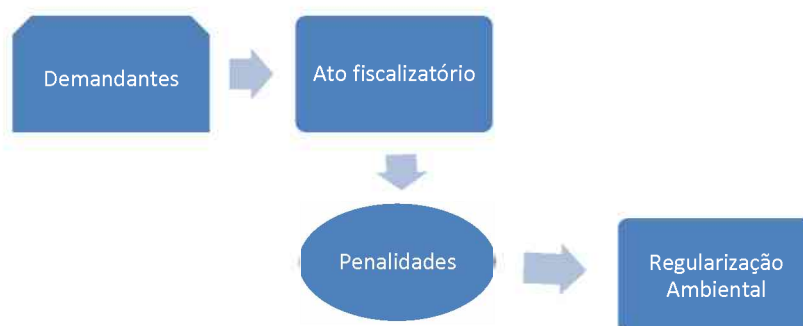 Demandantes
Ato fiscalizatório
Penalidades
Regularização
Ambiental